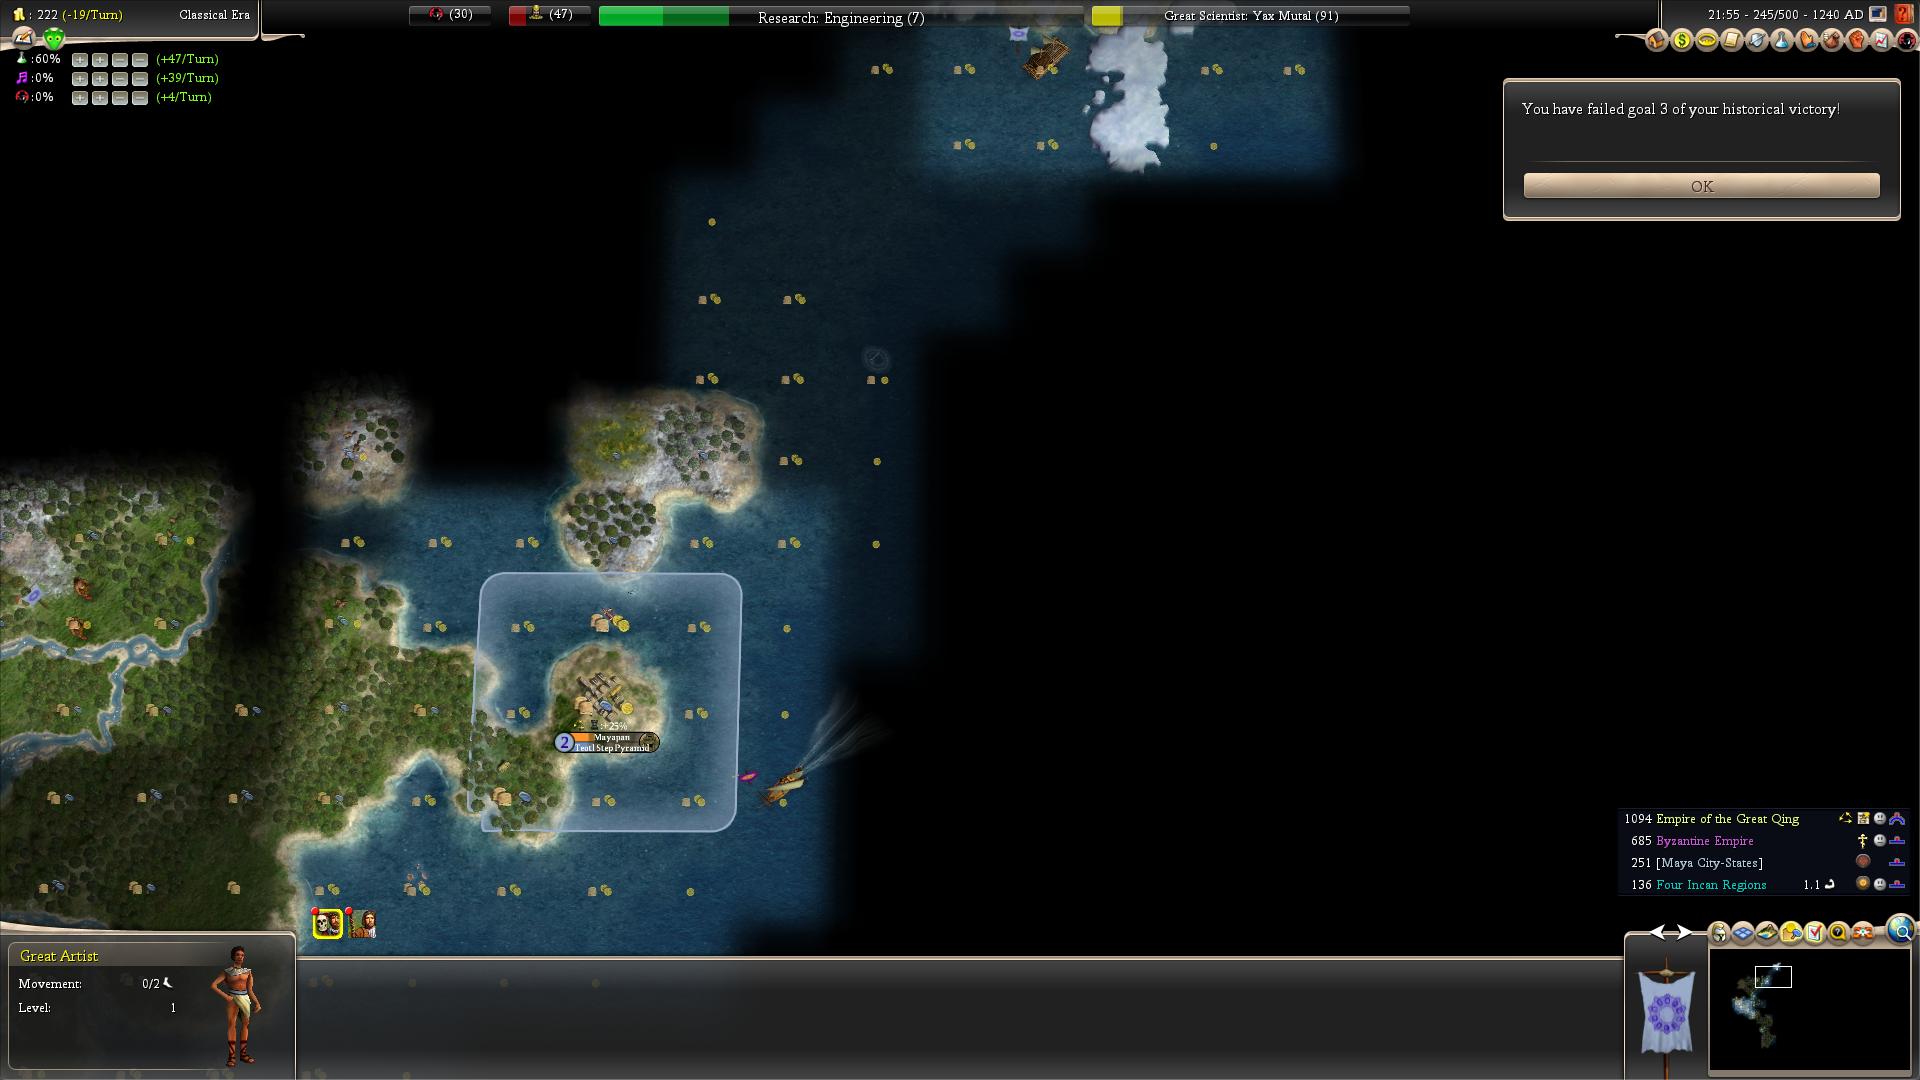 : 222 (-19/Turn)
Classical Era
(30)
(47)
Research: Engineering (7)
Great Scientist: Yax Mutal (91)
21:55 - 245/500 - 1240 AD
:60%
(+47/Turn)
:0%
(+39/Turn)
:0%
(+4/Turn)
You have failed goal 3 of your historical victory!
OK
:+25%
2
Mayapan
Teotl Step Pyramid
1094 Empire of the Great Qing
685 Byzantine Empire
251 [Maya City-States]
136 Four Incan Regions 1.1
Great Artist
Movement: 0/2
Level: 1